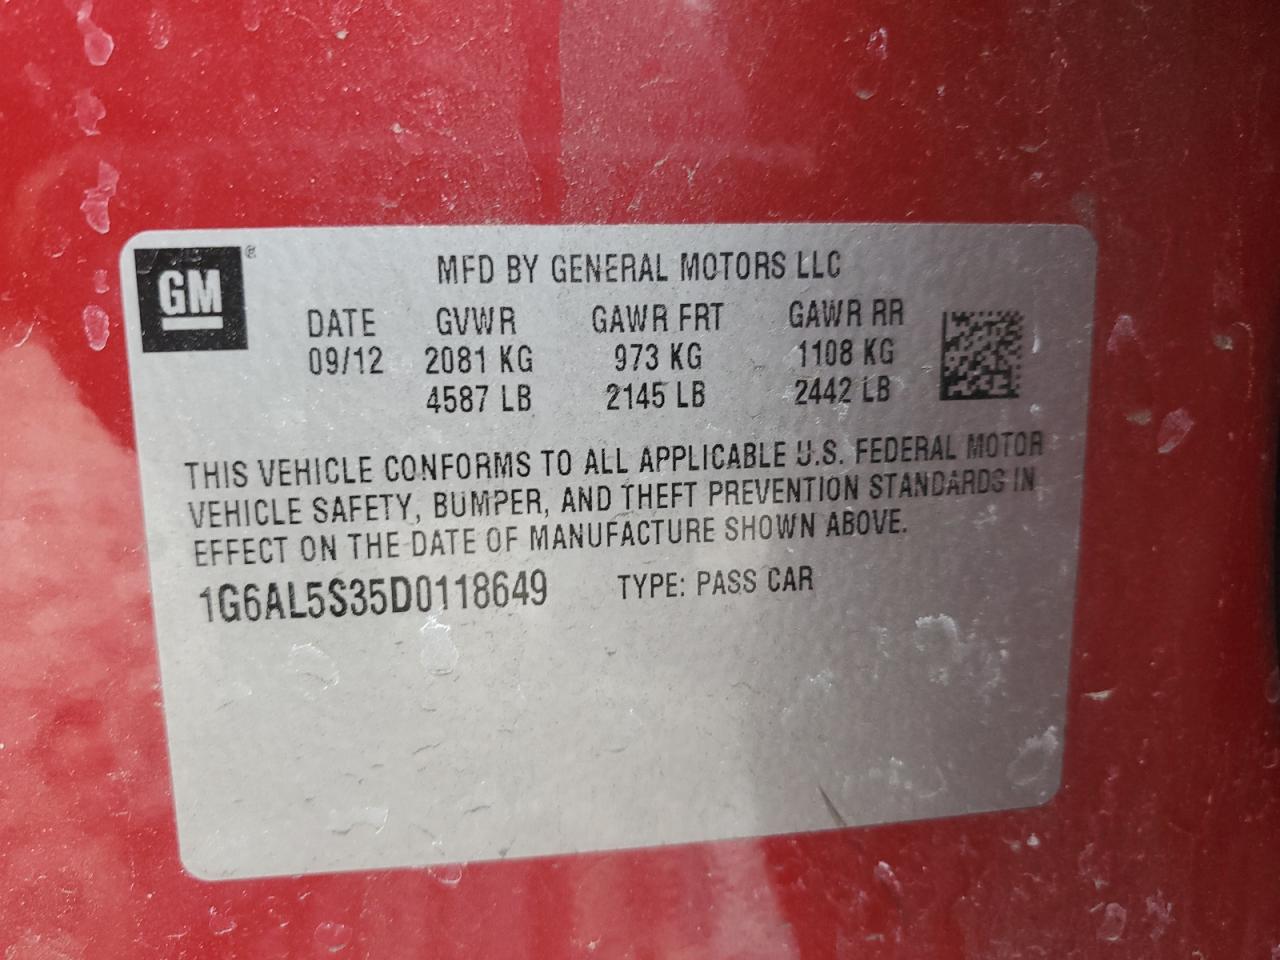 GM®
MFD BY GENERAL MOTORS LLC
DATE GVWR GAWR FRT GAWR RR
09/12 2081 KG 973 KG 1108 KG
4587 LB 2145 LB 2442 LB
THIS VEHICLE CONFORMS TO ALL APPLICABLE U.S. FEDERAL MOTOR
VEHICLE SAFETY, BUMPER, AND THEFT PREVENTION STANDARDS IN
EFFECT ON THE DATE OF MANUFACTURE SHOWN ABOVE.
1G6AL5S35D0118649 TYPE: PASS CAR